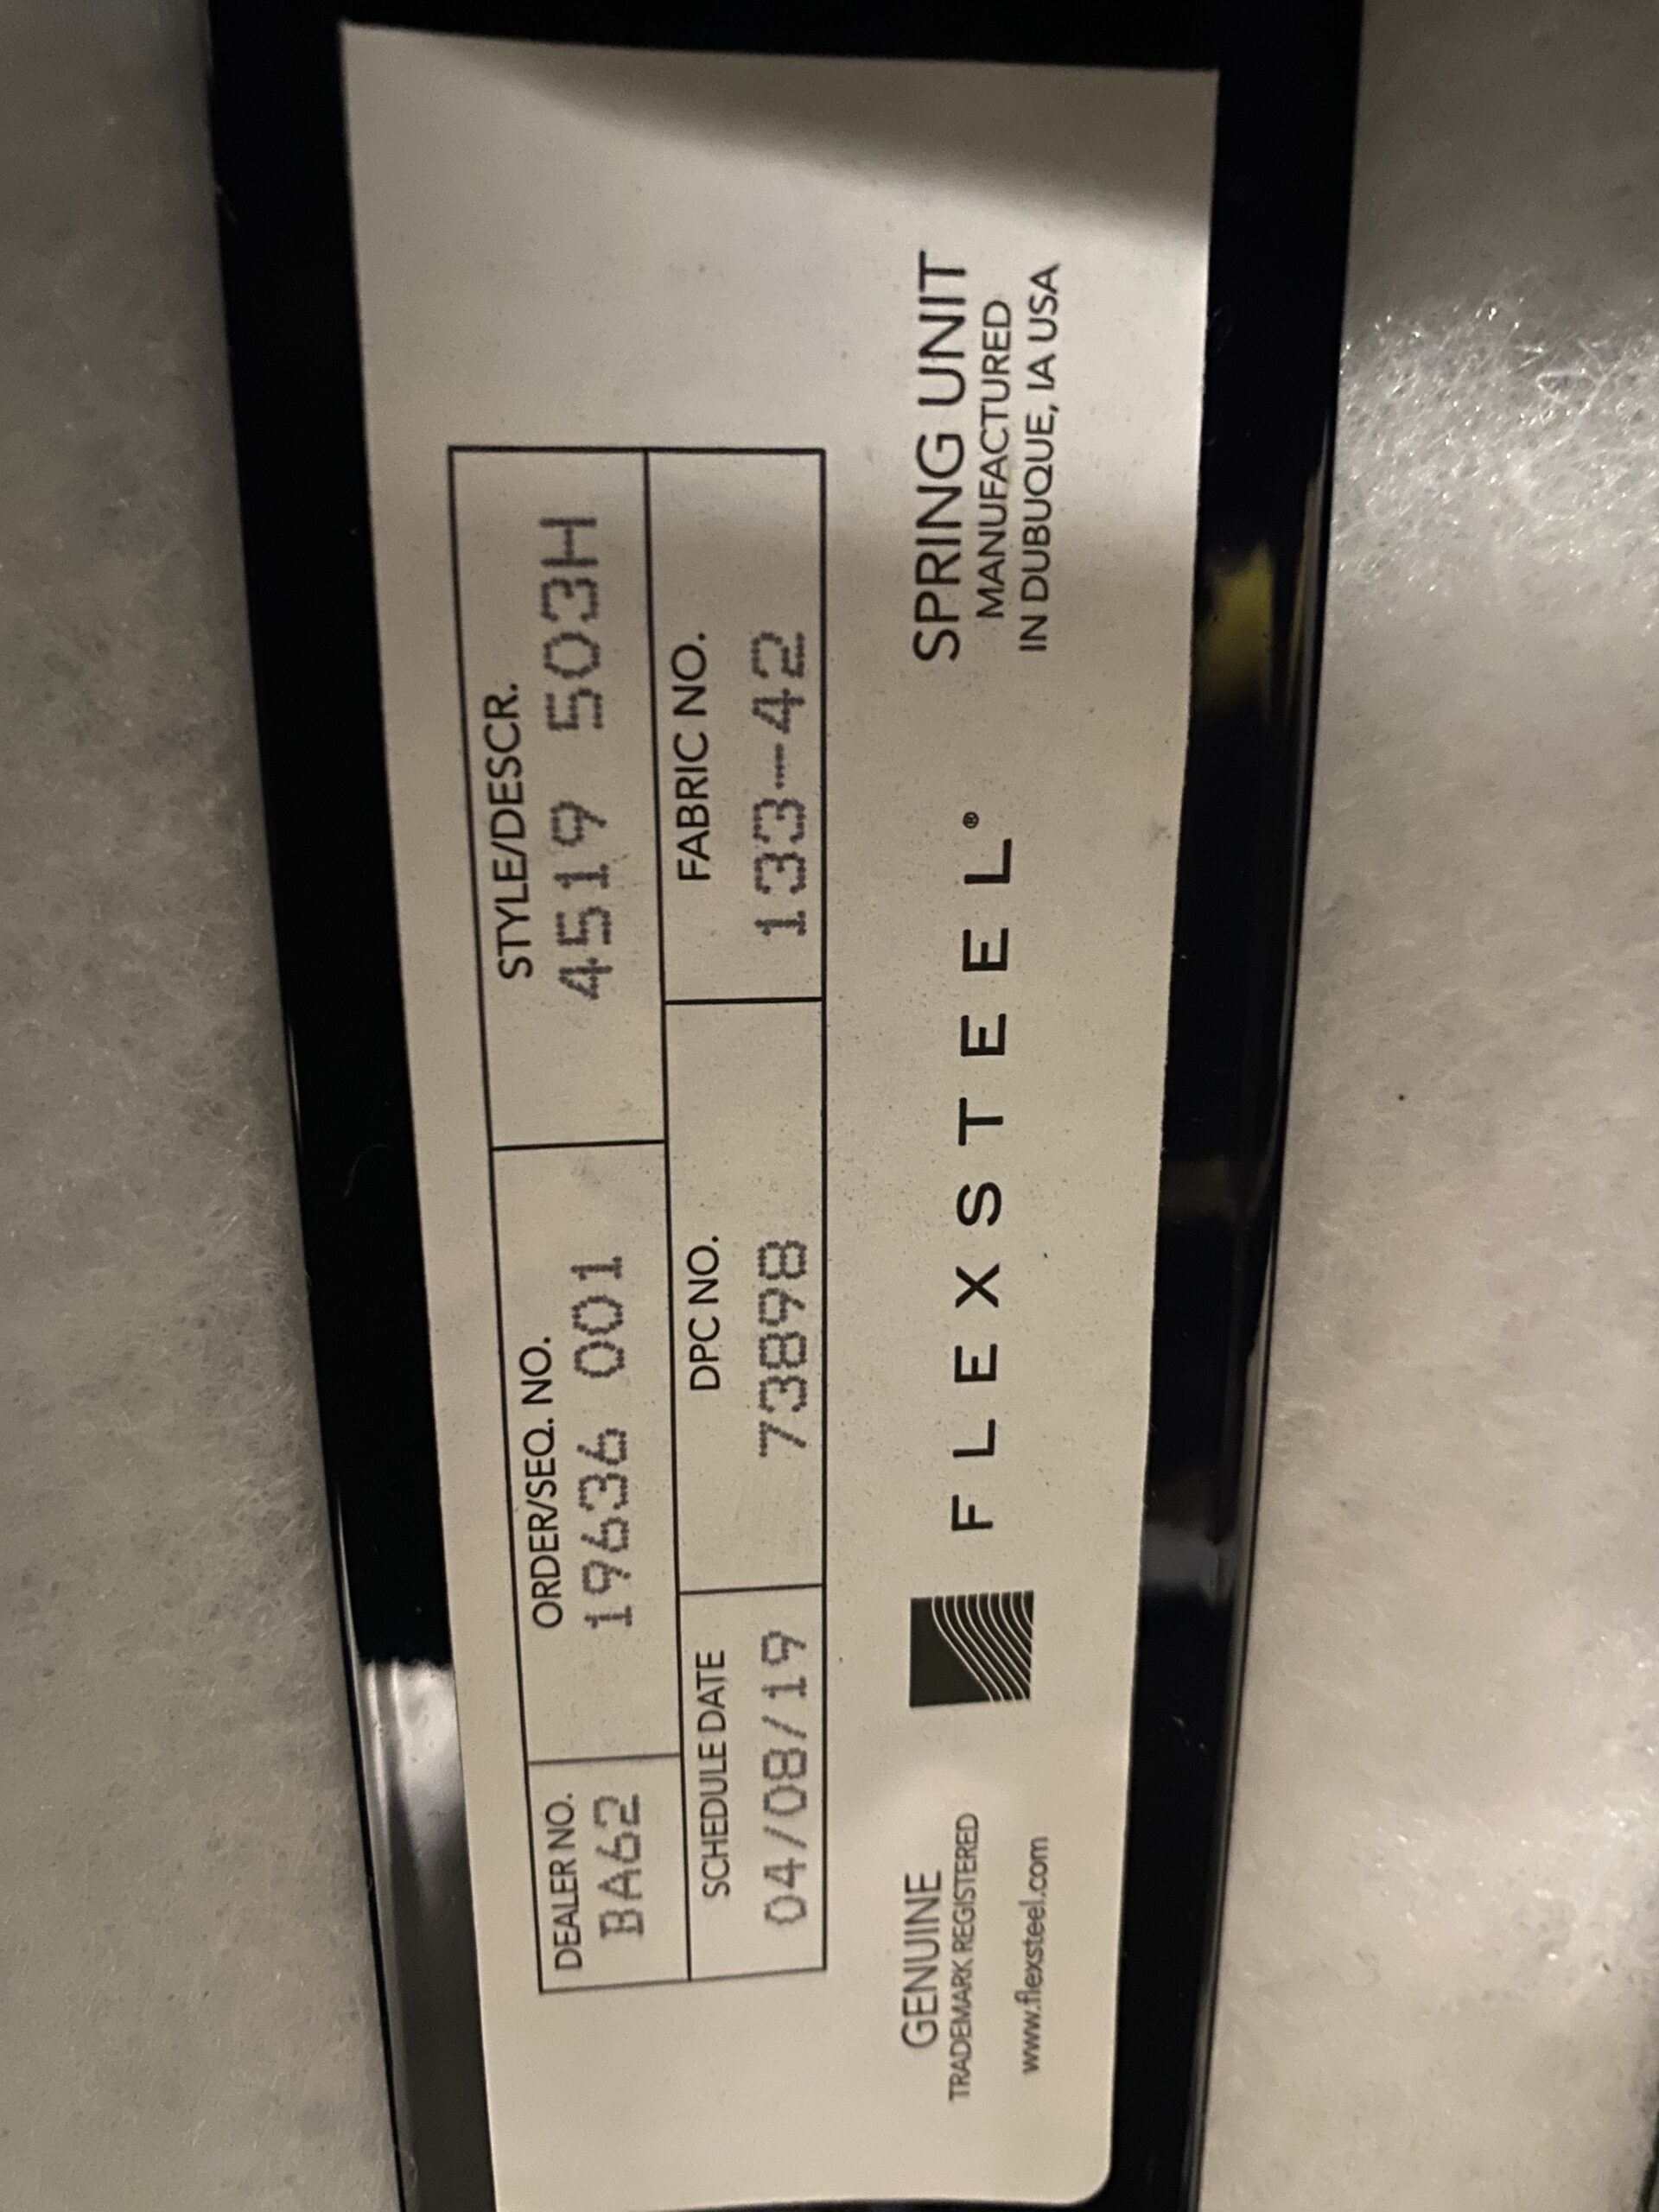 DEALER NO. ORDER/SEQ. NO. STYLE/DESCR.
BA62 19636 001 4519 503H
SCHEDULE DATE DPC NO. FABRIC NO.
04/08/19 73898 133-42
GENUINE
TRADEMARK REGISTERED
www.flexsteel.com
FLEXSTEEL®
SPRING UNIT
MANUFACTURED
IN DUBUQUE, IA USA